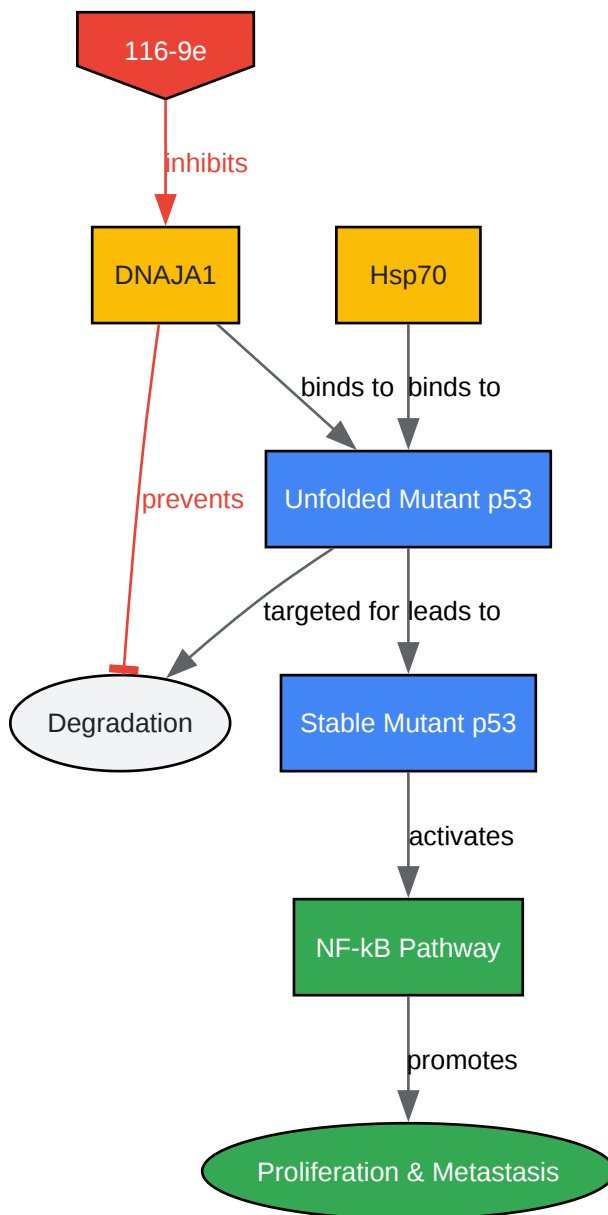 116-9e
inhibits
DNAJA1
Hsp70
binds to
binds to
Unfolded Mutant p53
prevents
targeted for
leads to
Degradation
Stable Mutant p53
activates
NF-kB Pathway
promotes
Proliferation & Metastasis